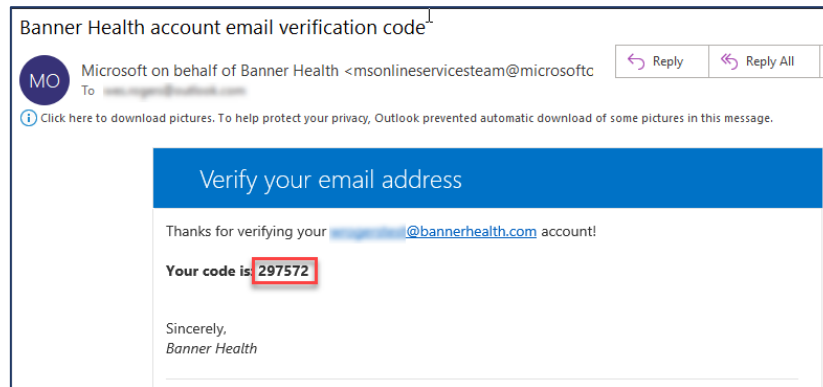 Banner Health account email verification code
MO
Microsoft on behalf of Banner Health <msonlineservicesteam@microsoftc
Reply
Reply All
To
Click here to download pictures. To help protect your privacy, Outlook prevented automatic download of some pictures in this message.
Verify your email address
Thanks for verifying your @bannerhealth.com account!
Your code is: 297572
Sincerely,
Banner Health